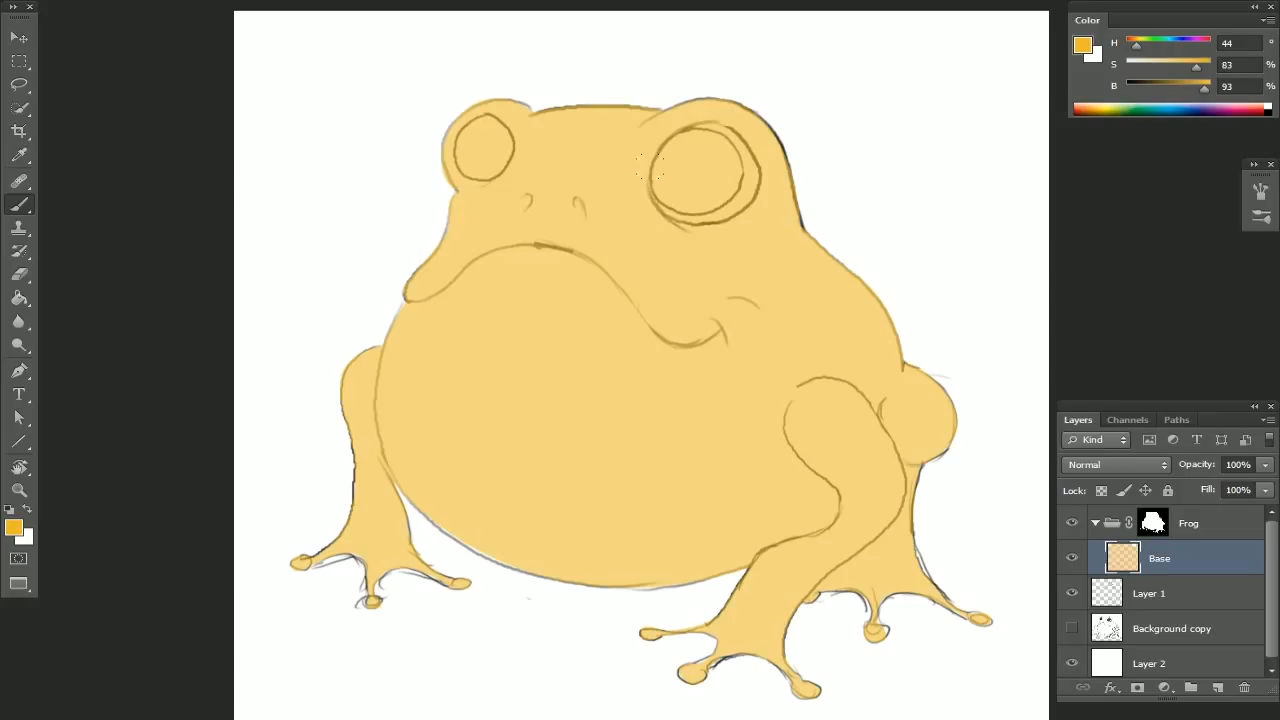 Color
H 44 °
S 83 %
B 93 %
Layers Channels Paths
Kind
Normal Opacity: 100%
Lock: Fill: 100%
Frog
Base
Layer 1
Background copy
Layer 2
fx
T